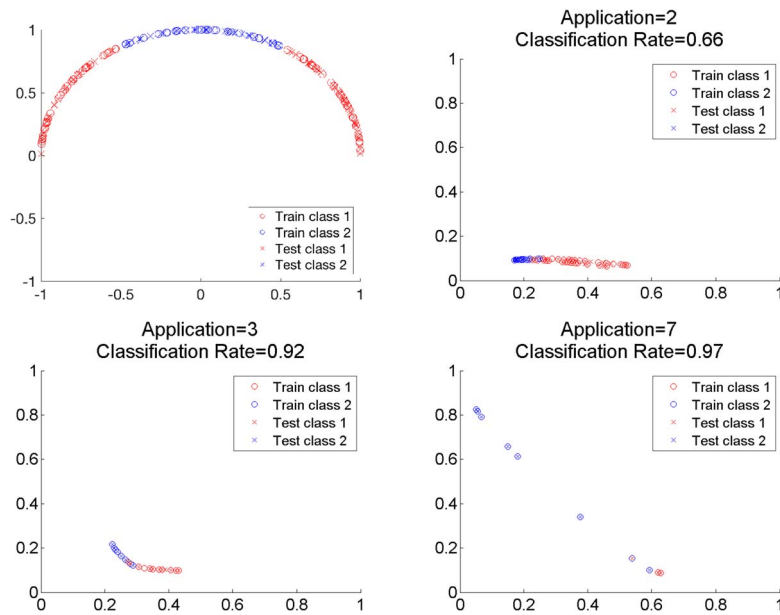 1
0.5
0
-0.5
-1
-1
-0.5
0
0.5
1
Train class 1
Train class 2
Test class 1
Test class 2
Application=2
Classification Rate=0.66
1
0.8
0.6
0.4
0.2
0
0
0.2
0.4
0.6
0.8
1
Train class 1
Train class 2
Test class 1
Test class 2
Application=3
Classification Rate=0.92
1
0.8
0.6
0.4
0.2
0
0
0.2
0.4
0.6
0.8
1
Train class 1
Train class 2
Test class 1
Test class 2
Application=7
Classification Rate=0.97
1
0.8
0.6
0.4
0.2
0
0
0.2
0.4
0.6
0.8
1
Train class 1
Train class 2
Test class 1
Test class 2